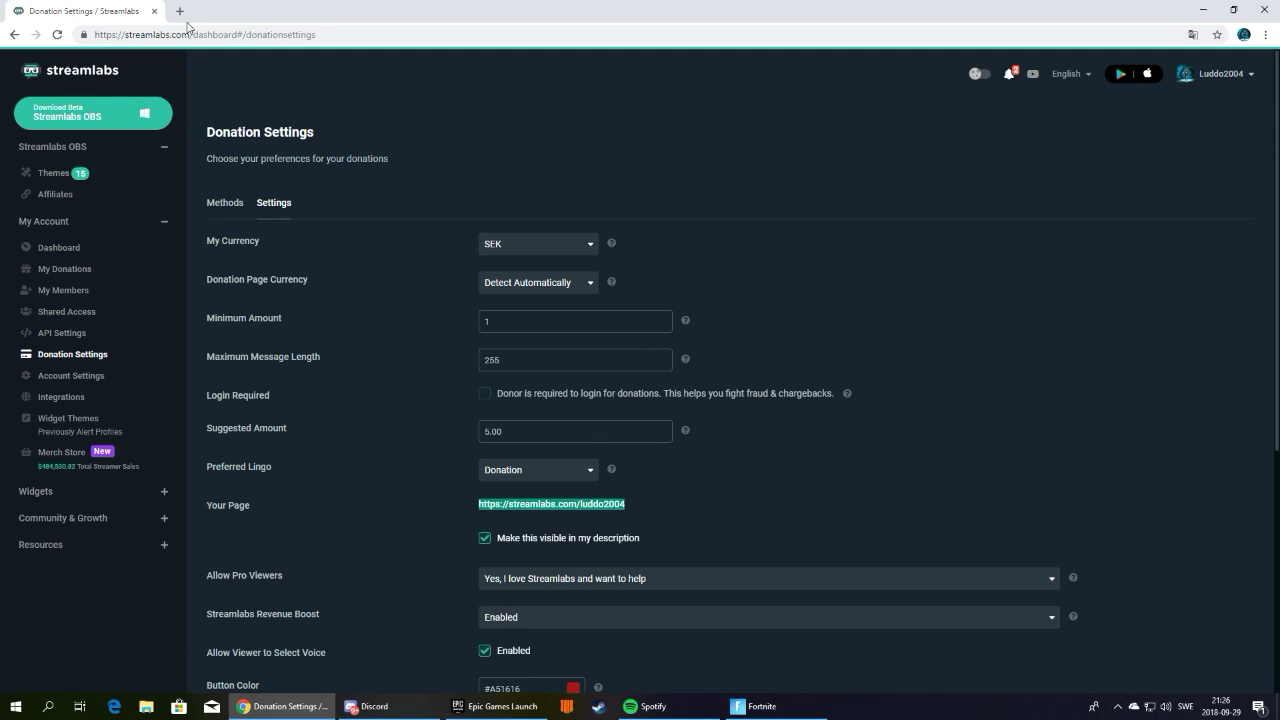 Donation Settings / Streamlabs
https://streamlabs.com/dashboard#/donationsettings
streamlabs
2
English
Luddo2004
Download Beta
Streamlabs OBS
Streamlabs OBS
Themes 15
Affiliates
My Account
Dashboard
My Donations
My Members
Shared Access
API Settings
Donation Settings
Account Settings
Integrations
Widget Themes
Previously Alert Profiles
Merch Store New
$484,530.82 Total Streamer Sales
Widgets
Community & Growth
Resources
Donation Settings
Choose your preferences for your donations
Methods Settings
My Currency SEK
Donation Page Currency Detect Automatically
Minimum Amount 1
Maximum Message Length 255
Login Required Donor is required to login for donations. This helps you fight fraud & chargebacks.
Suggested Amount 5.00
Preferred Lingo Donation
Your Page https://streamlabs.com/luddo2004
Make this visible in my description
Allow Pro Viewers Yes, I love Streamlabs and want to help
Streamlabs Revenue Boost Enabled
Allow Viewer to Select Voice Enabled
Button Color #A51616
Donation Settings /... Discord Epic Games Launch Spotify Fortnite
SWE
21:26
2018-09-29